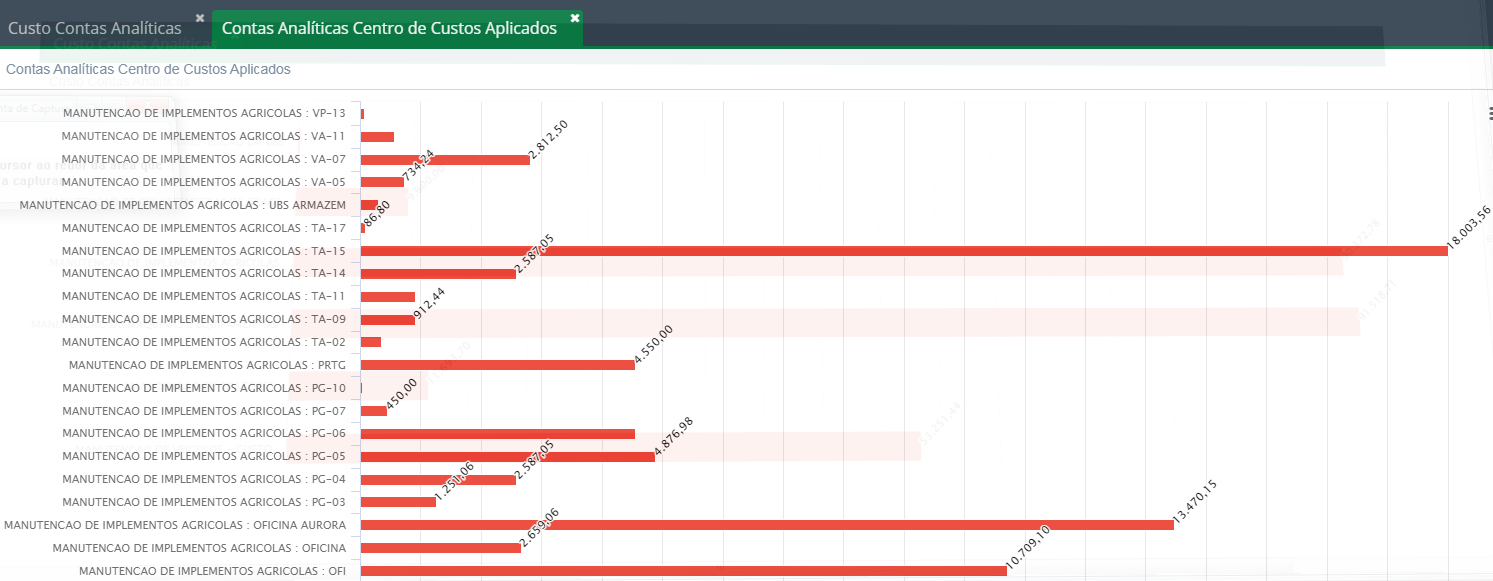 Custo Contas Analíticas
Contas Analíticas Centro de Custos Aplicados
Contas Analíticas Centro de Custos Aplicados
MANUTENCAO DE IMPLEMENTOS AGRICOLAS : VP-13
MANUTENCAO DE IMPLEMENTOS AGRICOLAS : VA-11
MANUTENCAO DE IMPLEMENTOS AGRICOLAS : VA-07 2.812,50
MANUTENCAO DE IMPLEMENTOS AGRICOLAS : VA-05 734,24
MANUTENCAO DE IMPLEMENTOS AGRICOLAS : UBS ARMAZEM
MANUTENCAO DE IMPLEMENTOS AGRICOLAS : TA-17 86,80
MANUTENCAO DE IMPLEMENTOS AGRICOLAS : TA-15 18.003,56
MANUTENCAO DE IMPLEMENTOS AGRICOLAS : TA-14 2.587,05
MANUTENCAO DE IMPLEMENTOS AGRICOLAS : TA-11
MANUTENCAO DE IMPLEMENTOS AGRICOLAS : TA-09 912,44
MANUTENCAO DE IMPLEMENTOS AGRICOLAS : TA-02
MANUTENCAO DE IMPLEMENTOS AGRICOLAS : PRTG 4.550,00
MANUTENCAO DE IMPLEMENTOS AGRICOLAS : PG-10
MANUTENCAO DE IMPLEMENTOS AGRICOLAS : PG-07 450,00
MANUTENCAO DE IMPLEMENTOS AGRICOLAS : PG-06
MANUTENCAO DE IMPLEMENTOS AGRICOLAS : PG-05 4.876,98
MANUTENCAO DE IMPLEMENTOS AGRICOLAS : PG-04 2.587,05
MANUTENCAO DE IMPLEMENTOS AGRICOLAS : PG-03 1.251,06
MANUTENCAO DE IMPLEMENTOS AGRICOLAS : OFICINA AURORA 13.470,15
MANUTENCAO DE IMPLEMENTOS AGRICOLAS : OFICINA 2.659,06
MANUTENCAO DE IMPLEMENTOS AGRICOLAS : OFI 10.709,10